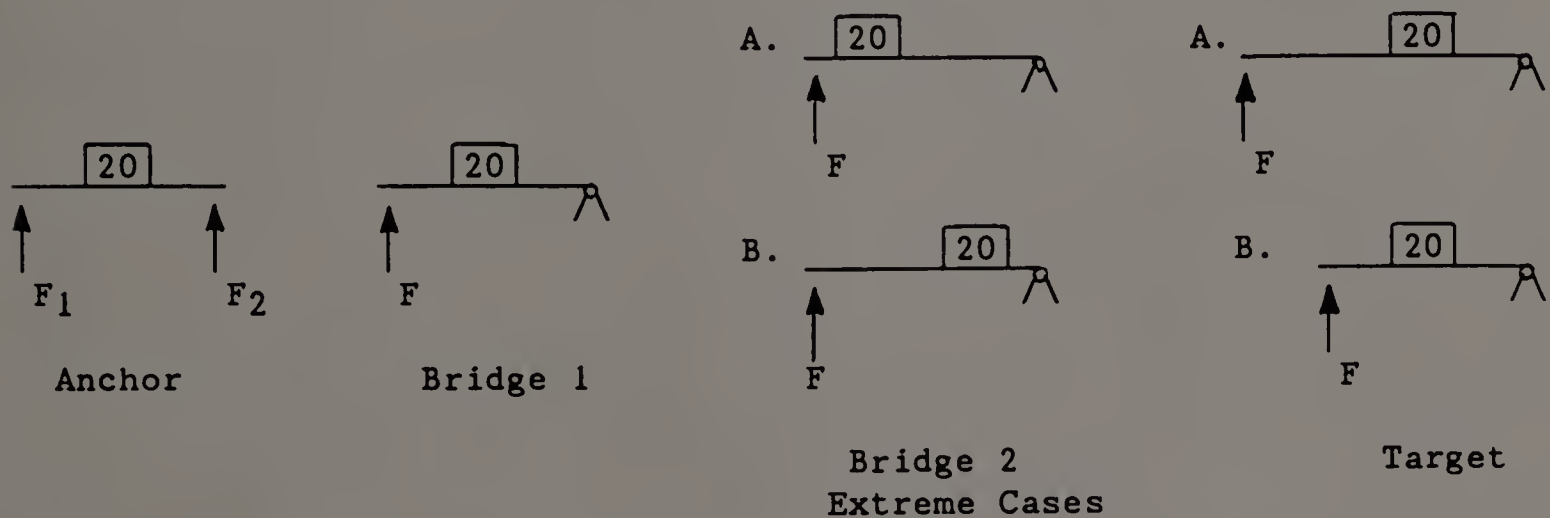 20
F1
F2
Anchor
20
F
Bridge 1
A.
20
F
B.
20
F
Bridge 2
Extreme Cases
A.
20
F
B.
20
F
Target